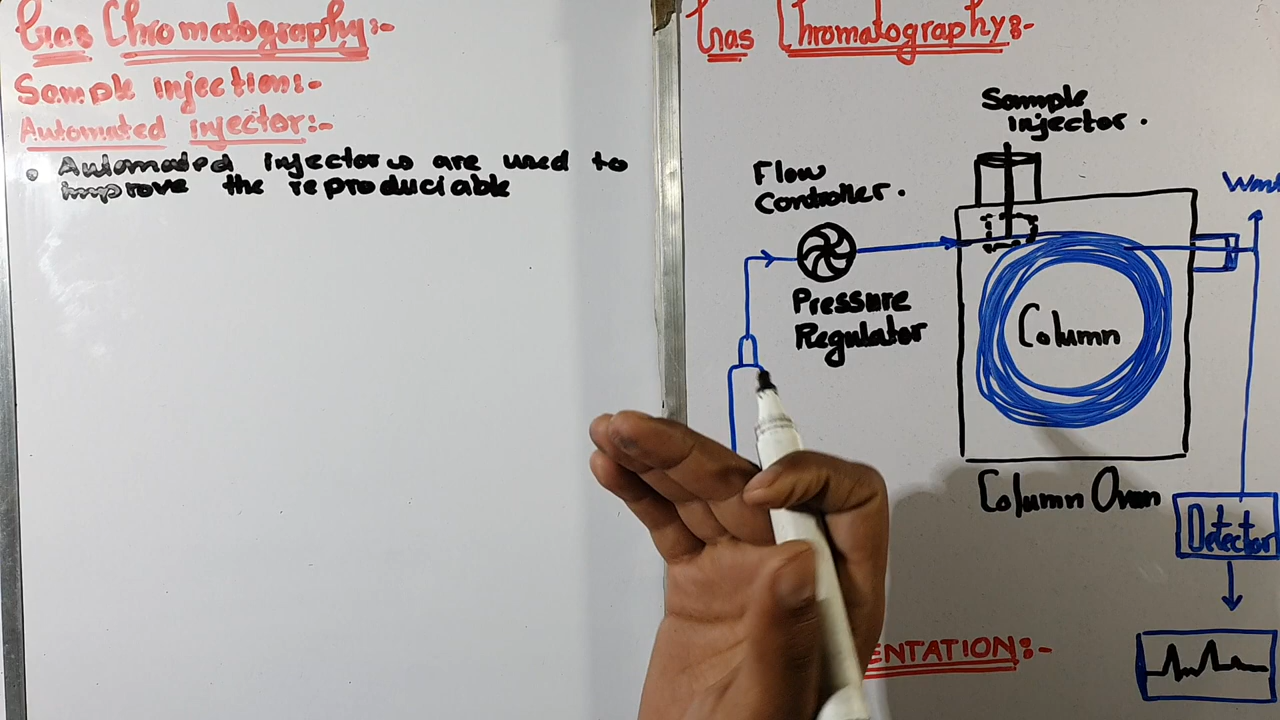 Gas Chromatography:-
Sample injection:-
Automated injector:-
• Automated injectors are used to
improve the reproduciable
Gas Chromatography:-
Sample
injector.
Flow
Controller.
Pressure
Regulator
Column
Column Oven
Detector
ENTATION:-